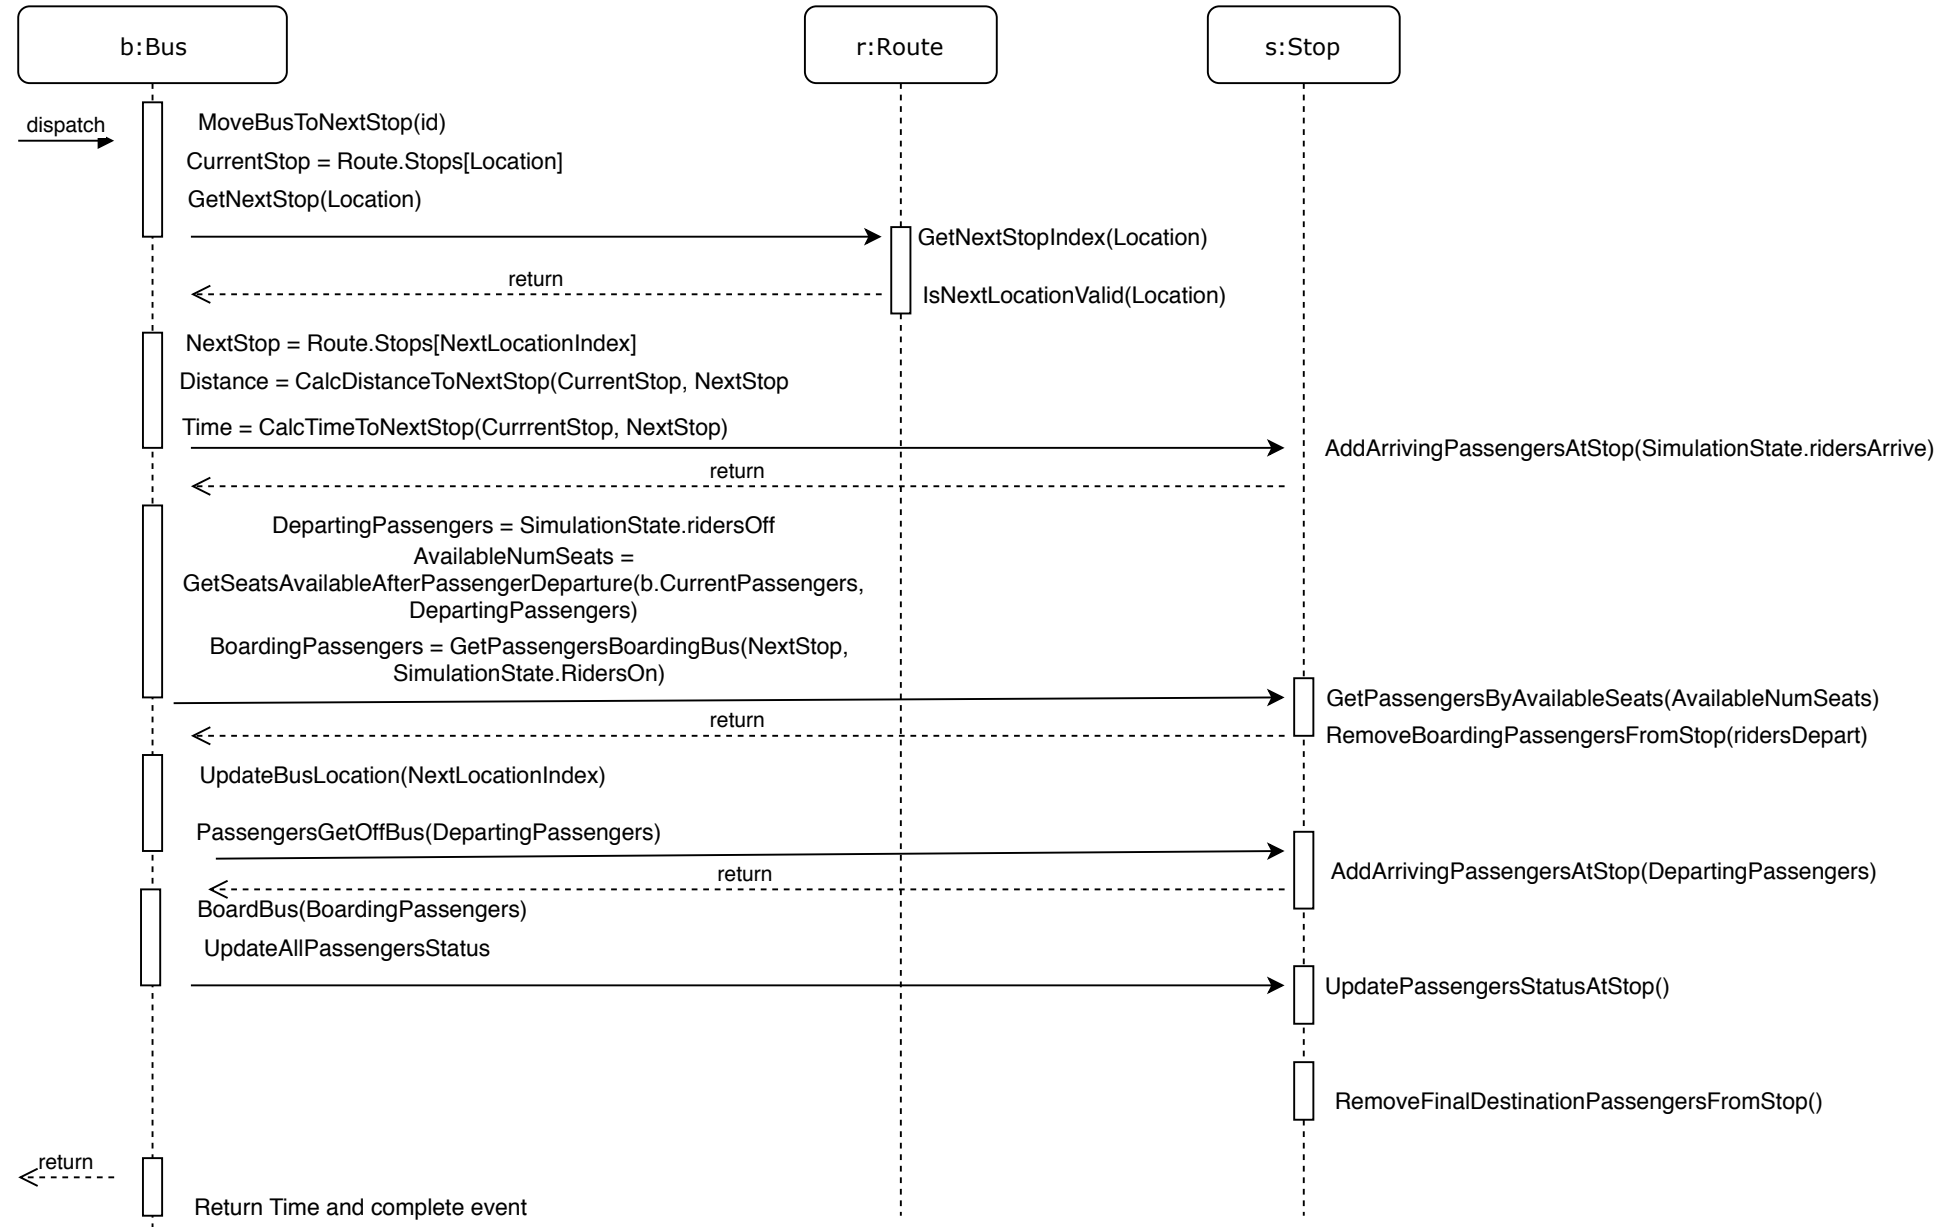 b:Bus
r:Route
s:Stop
dispatch
MoveBusToNextStop(id)
CurrentStop = Route.Stops[Location]
GetNextStop(Location)
GetNextStopIndex(Location)
return
IsNextLocationValid(Location)
NextStop = Route.Stops[NextLocationIndex]
Distance = CalcDistanceToNextStop(CurrentStop, NextStop
Time = CalcTimeToNextStop(CurrrentStop, NextStop)
AddArrivingPassengersAtStop(SimulationState.ridersArrive)
return
DepartingPassengers = SimulationState.ridersOff
AvailableNumSeats =
GetSeatsAvailableAfterPassengerDeparture(b.CurrentPassengers,
DepartingPassengers)
BoardingPassengers = GetPassengersBoardingBus(NextStop,
SimulationState.RidersOn)
GetPassengersByAvailableSeats(AvailableNumSeats)
return
RemoveBoardingPassengersFromStop(ridersDepart)
UpdateBusLocation(NextLocationIndex)
PassengersGetOffBus(DepartingPassengers)
return
AddArrivingPassengersAtStop(DepartingPassengers)
BoardBus(BoardingPassengers)
UpdateAllPassengersStatus
UpdatePassengersStatusAtStop()
RemoveFinalDestinationPassengersFromStop()
return
Return Time and complete event